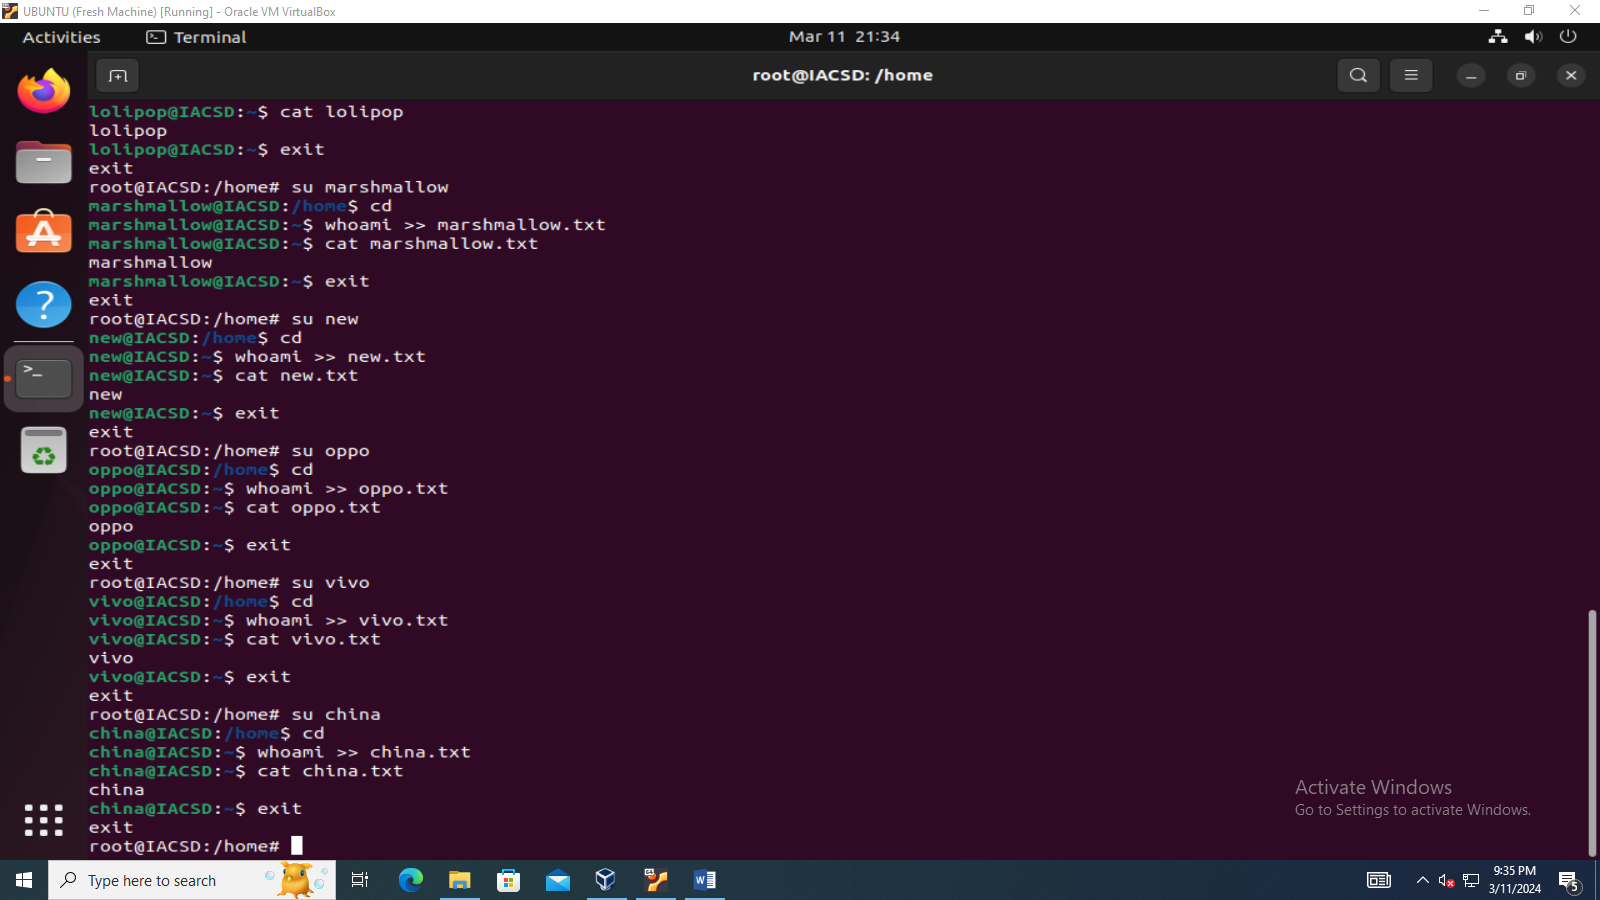 UBUNTU (Fresh Machine) [Running] - Oracle VM VirtualBox
Activities
Terminal
Mar 11 21:34
root@IACSD: /home
lolipop@IACSD:~$ cat lolipop
lolipop
lolipop@IACSD:~$ exit
exit
root@IACSD:/home# su marshmallow
marshmallow@IACSD:/home$ cd
marshmallow@IACSD:~$ whoami >> marshmallow.txt
marshmallow@IACSD:~$ cat marshmallow.txt
marshmallow
marshmallow@IACSD:~$ exit
exit
root@IACSD:/home# su new
new@IACSD:/home$ cd
new@IACSD:~$ whoami >> new.txt
new@IACSD:~$ cat new.txt
new
new@IACSD:~$ exit
exit
root@IACSD:/home# su oppo
oppo@IACSD:/home$ cd
oppo@IACSD:~$ whoami >> oppo.txt
oppo@IACSD:~$ cat oppo.txt
oppo
oppo@IACSD:~$ exit
exit
root@IACSD:/home# su vivo
vivo@IACSD:/home$ cd
vivo@IACSD:~$ whoami >> vivo.txt
vivo@IACSD:~$ cat vivo.txt
vivo
vivo@IACSD:~$ exit
exit
root@IACSD:/home# su china
china@IACSD:/home$ cd
china@IACSD:~$ whoami >> china.txt
china@IACSD:~$ cat china.txt
china
china@IACSD:~$ exit
exit
root@IACSD:/home#
Activate Windows
Go to Settings to activate Windows.
Type here to search
9:35 PM
3/11/2024
5